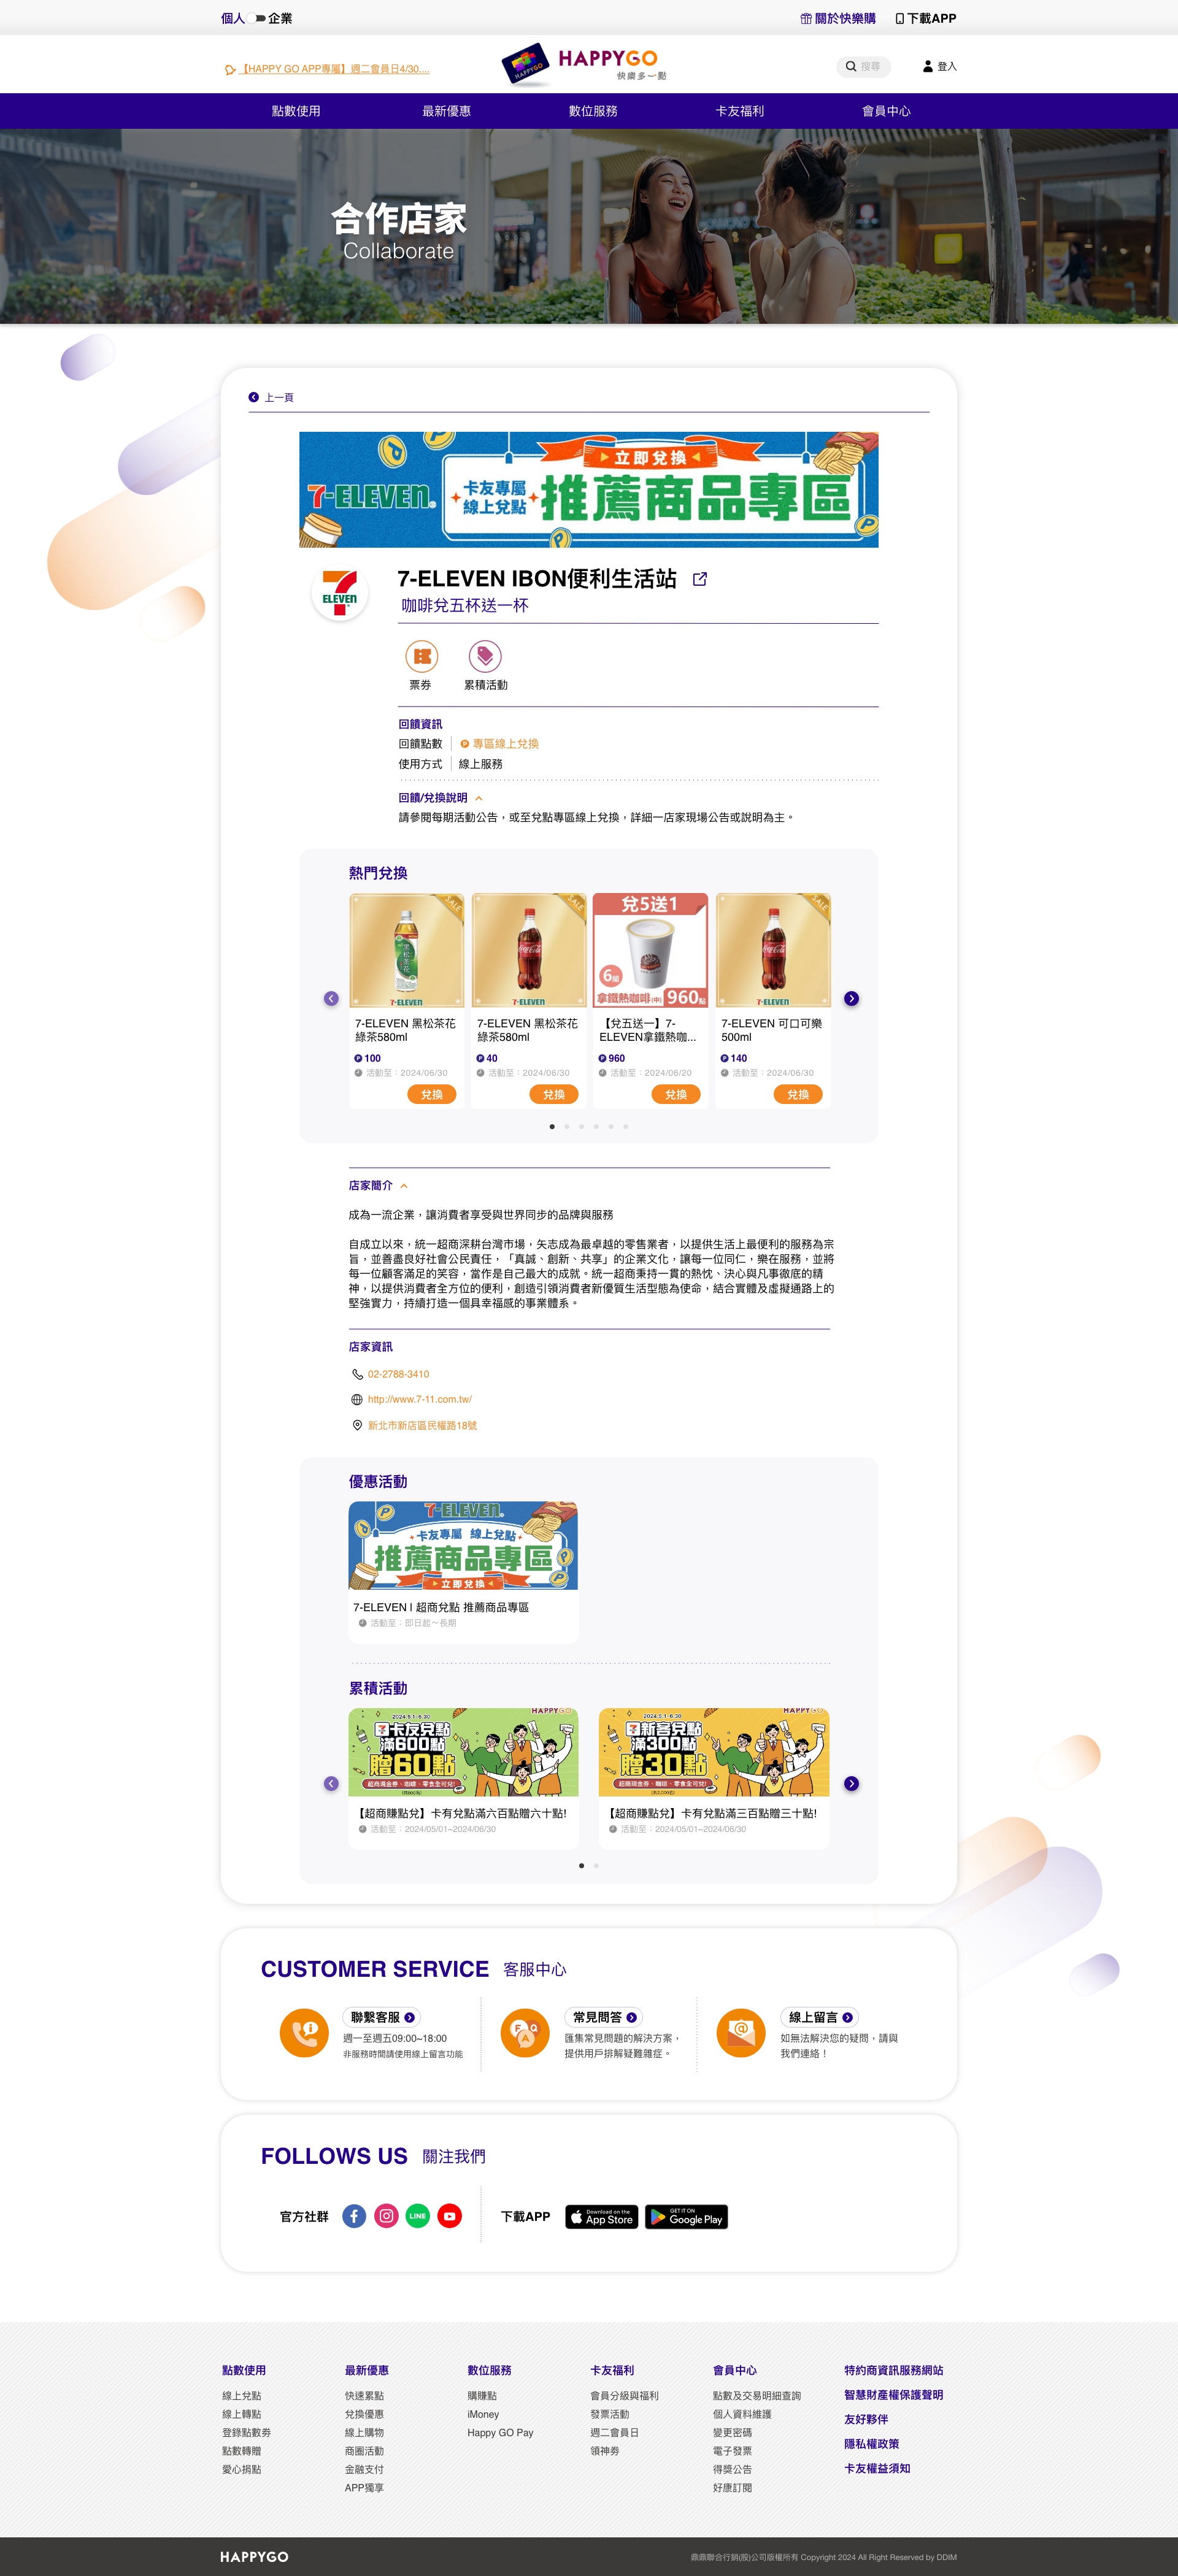 個人 企業
關於快樂購
下載APP
【HAPPY GO APP專屬】週二會員日4/30....
HAPPYGO
快樂多一點
搜尋
登入
點數使用
最新優惠
數位服務
卡友福利
會員中心
合作店家
Collaborate
上一頁
立即兌換
7-ELEVEN
卡友專屬
線上兌點
推薦商品專區
7-ELEVEN IBON便利生活站
咖啡兌五杯送一杯
票券
累積活動
回饋資訊
回饋點數
專區線上兌換
使用方式
線上服務
回饋/兌換說明
請參閱每期活動公告，或至兌點專區線上兌換，詳細一店家現場公告或說明為主。
熱門兌換
SALE
7-ELEVEN
SALE
7-ELEVEN
兌5送1
6間
拿鐵熱咖啡(中) 960點
SALE
7-ELEVEN
7-ELEVEN 黑松茶花
綠茶580ml
100
活動至：2024/06/30
兌換
7-ELEVEN 黑松茶花
綠茶580ml
40
活動至：2024/06/30
兌換
【兌五送一】7-
ELEVEN拿鐵熱咖...
960
活動至：2024/06/20
兌換
7-ELEVEN 可口可樂
500ml
140
活動至：2024/06/30
兌換
店家簡介
成為一流企業，讓消費者享受與世界同步的品牌與服務
自成立以來，統一超商深耕台灣市場，矢志成為最卓越的零售業者，以提供生活上最便利的服務為宗
旨，並善盡良好社會公民責任，「真誠、創新、共享」的企業文化，讓每一位同仁，樂在服務，並將
每一位顧客滿足的笑容，當作是自己最大的成就。統一超商秉持一貫的熱忱、決心與凡事徹底的精
神，以提供消費者全方位的便利，創造引領消費者新優質生活型態為使命，結合實體及虛擬通路上的
堅強實力，持續打造一個具幸福感的事業體系。
店家資訊
02-2788-3410
http://www.7-11.com.tw/
新北市新店區民權路18號
優惠活動
7-ELEVEN
卡友專屬 線上兌點
推薦商品專區
立即兌換
7-ELEVEN | 超商兌點 推薦商品專區
活動至：即日起～長期
累積活動
HAPPYGO
2024.5.1-6.30
卡友兌點
滿600點
贈60點
HAPPYGO
2024.5.1-6.30
新客兌點
滿300點
贈30點
【超商賺點兌】卡有兌點滿六百點贈六十點!
活動至：2024/05/01~2024/06/30
【超商賺點兌】卡有兌點滿三百點贈三十點!
活動至：2024/05/01~2024/06/30
CUSTOMER SERVICE 客服中心
聯繫客服
週一至週五09:00~18:00
非服務時間請使用線上留言功能
常見問答
匯集常見問題的解決方案，
提供用戶排解疑難雜症。
線上留言
如無法解決您的疑問，請與
我們連絡！
FOLLOWS US 關注我們
官方社群
LINE
下載APP
Download on the
App Store
GET IT ON
Google Play
點數使用
線上兌點
線上轉點
登錄點數劵
點數轉贈
愛心捐點
最新優惠
快速累點
兌換優惠
線上購物
商圈活動
金融支付
APP獨享
數位服務
購賺點
iMoney
Happy GO Pay
卡友福利
會員分級與福利
發票活動
週二會員日
領神劵
會員中心
點數及交易明細查詢
個人資料維護
變更密碼
電子發票
得獎公告
好康訂閱
特約商資訊服務網站
智慧財產權保護聲明
友好夥伴
隱私權政策
卡友權益須知
HAPPYGO
鼎鼎聯合行銷(股)公司版權所有 Copyright 2024 All Right Reserved by DDIM